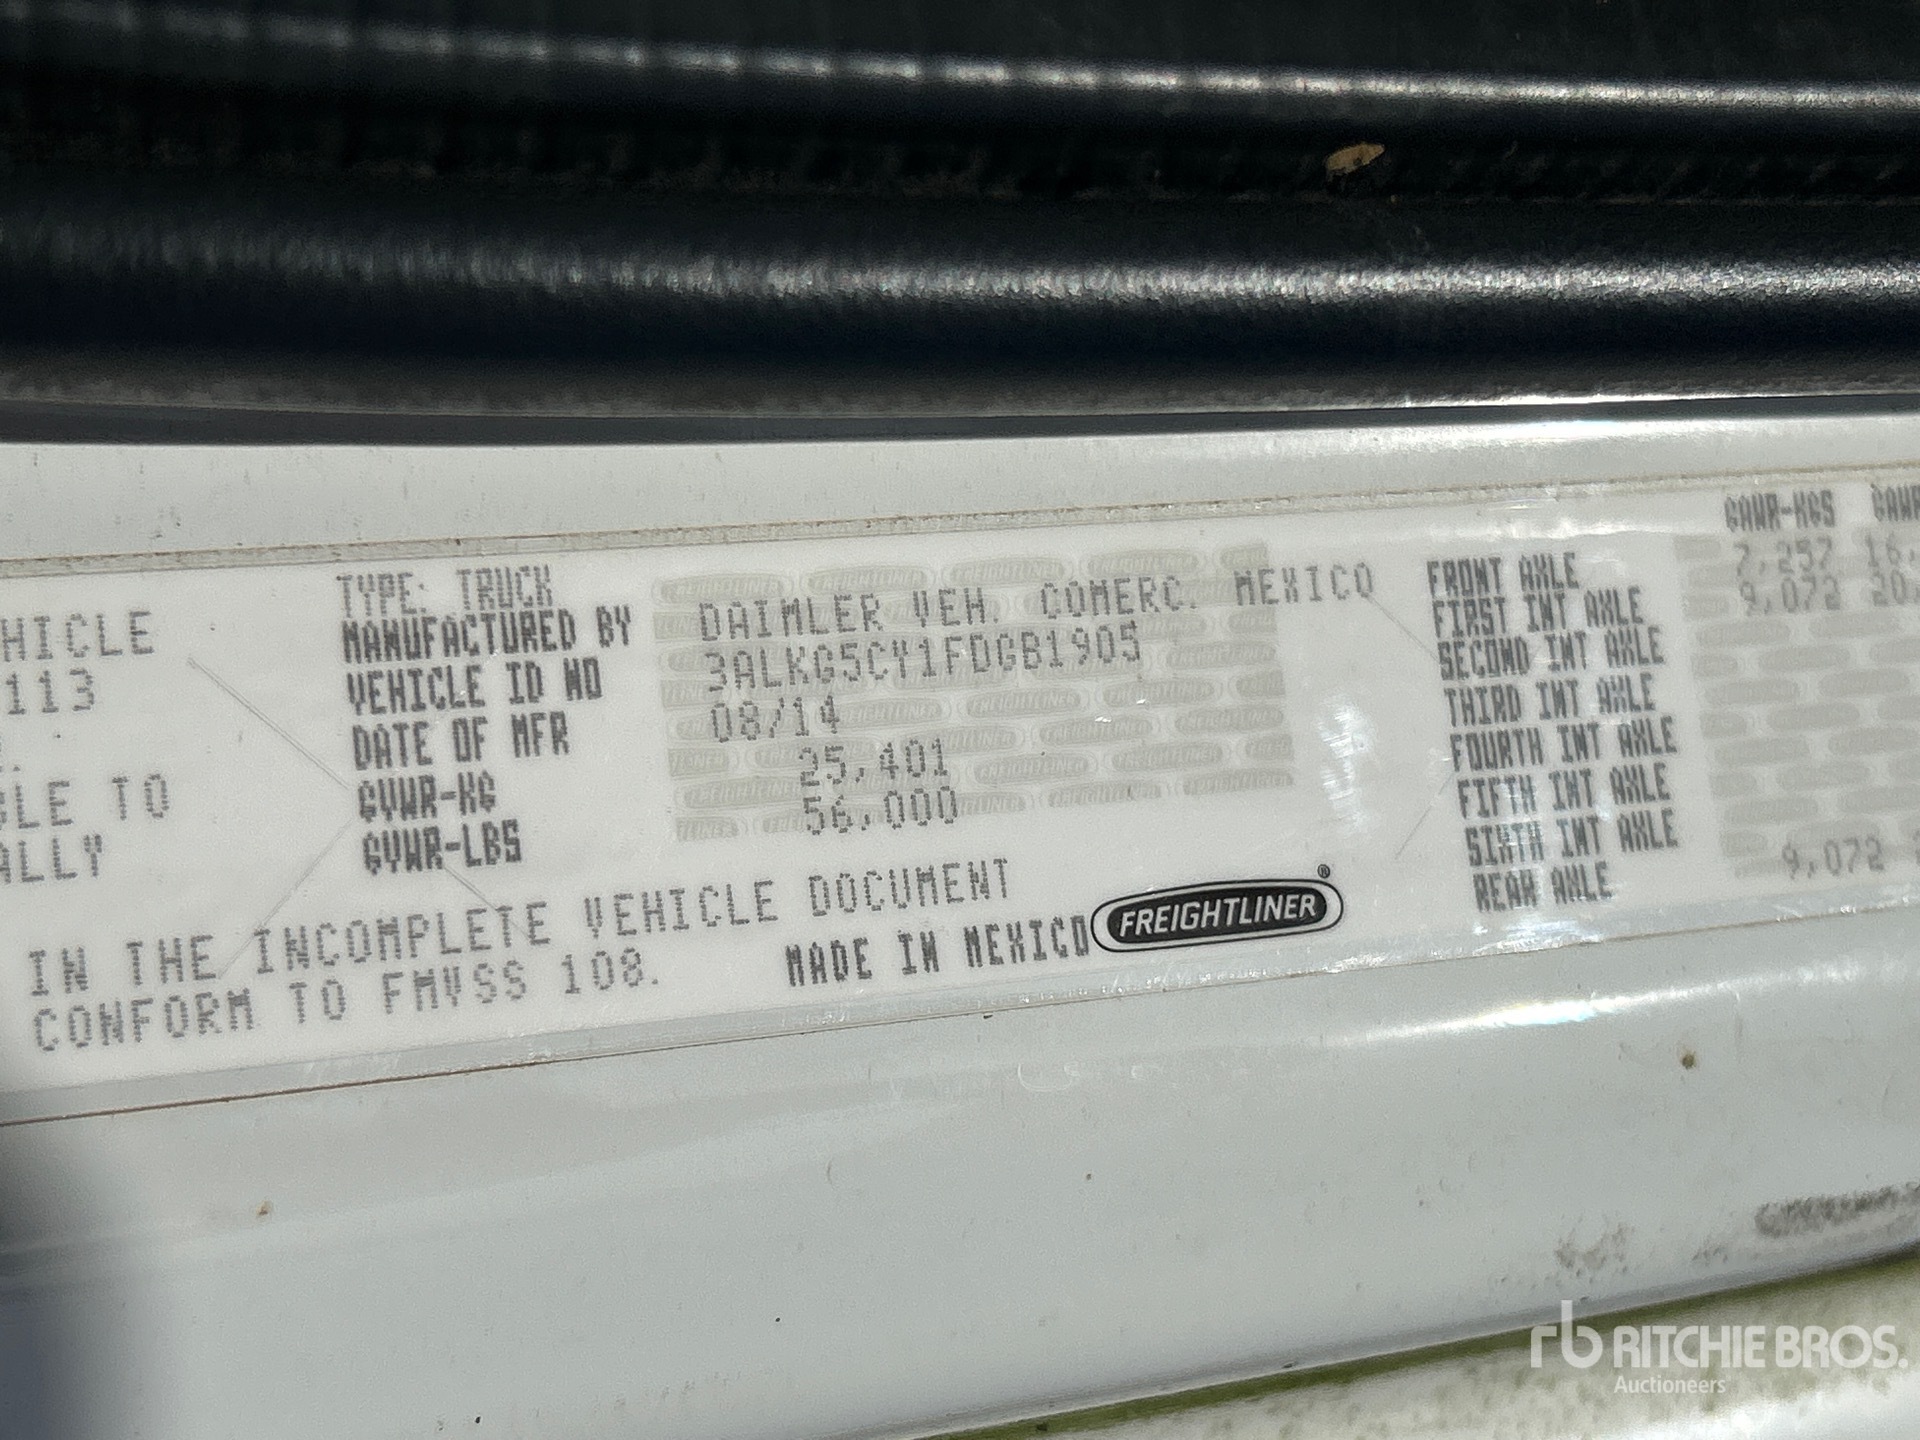 HICLE
113
LE TO
ALLY
IN THE INCOMPLETE VEHICLE DOCUMENT
CONFORM TO FMVSS 108.
TYPE: TRUCK
MANUFACTURED BY DAIMLER VEH. COMERC. MEXICO
VEHICLE ID NO 3ALKG5CY1FDGB1905
DATE OF MFR 08/14
GVWR-KG 25,401
GVWR-LBS 56,000
MADE IN MEXICO FREIGHTLINER®
GAWR-KGS GAWR
FRONT AXLE 7,257 16,
FIRST INT AXLE 9,072 20,
SECOND INT AXLE
THIRD INT AXLE
FOURTH INT AXLE
FIFTH INT AXLE
SIXTH INT AXLE
REAR AXLE 9,072
rb RITCHIE BROS.
Auctioneers